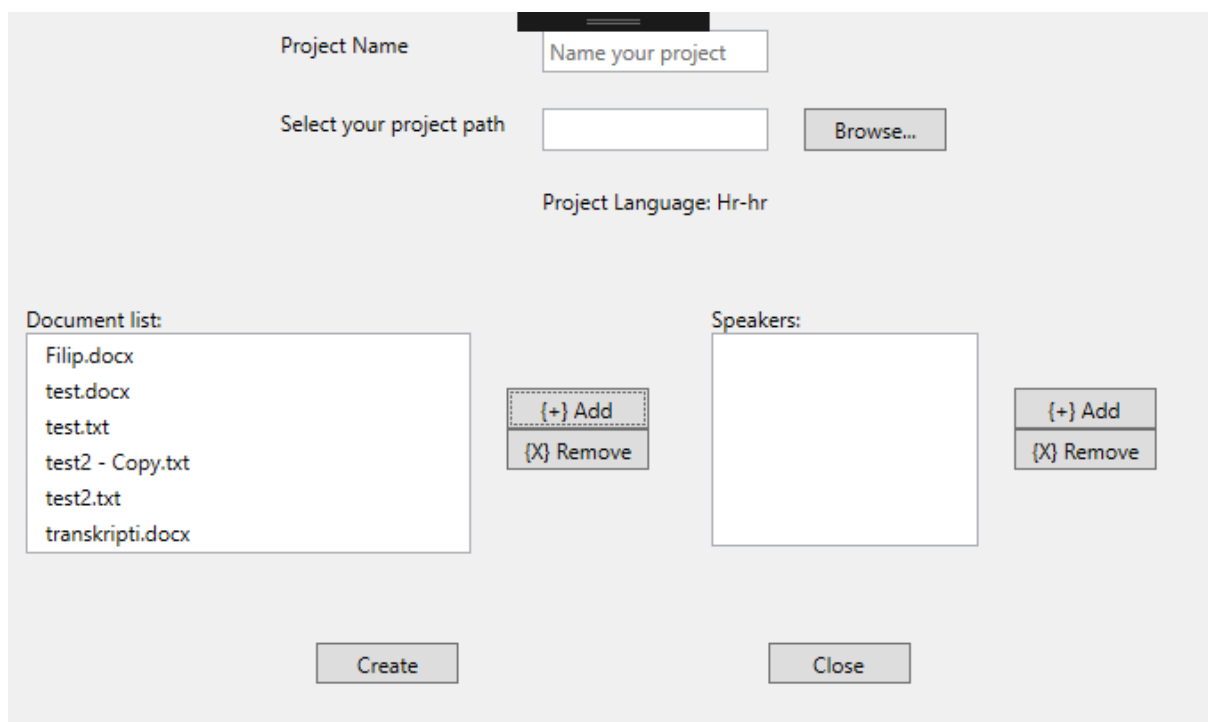 Project Name
Name your project
Select your project path
Browse...
Project Language: Hr-hr
Document list:
Filip.docx
test.docx
test.txt
test2 - Copy.txt
test2.txt
transkripti.docx
{+} Add
{X} Remove
Speakers:
{+} Add
{X} Remove
Create
Close